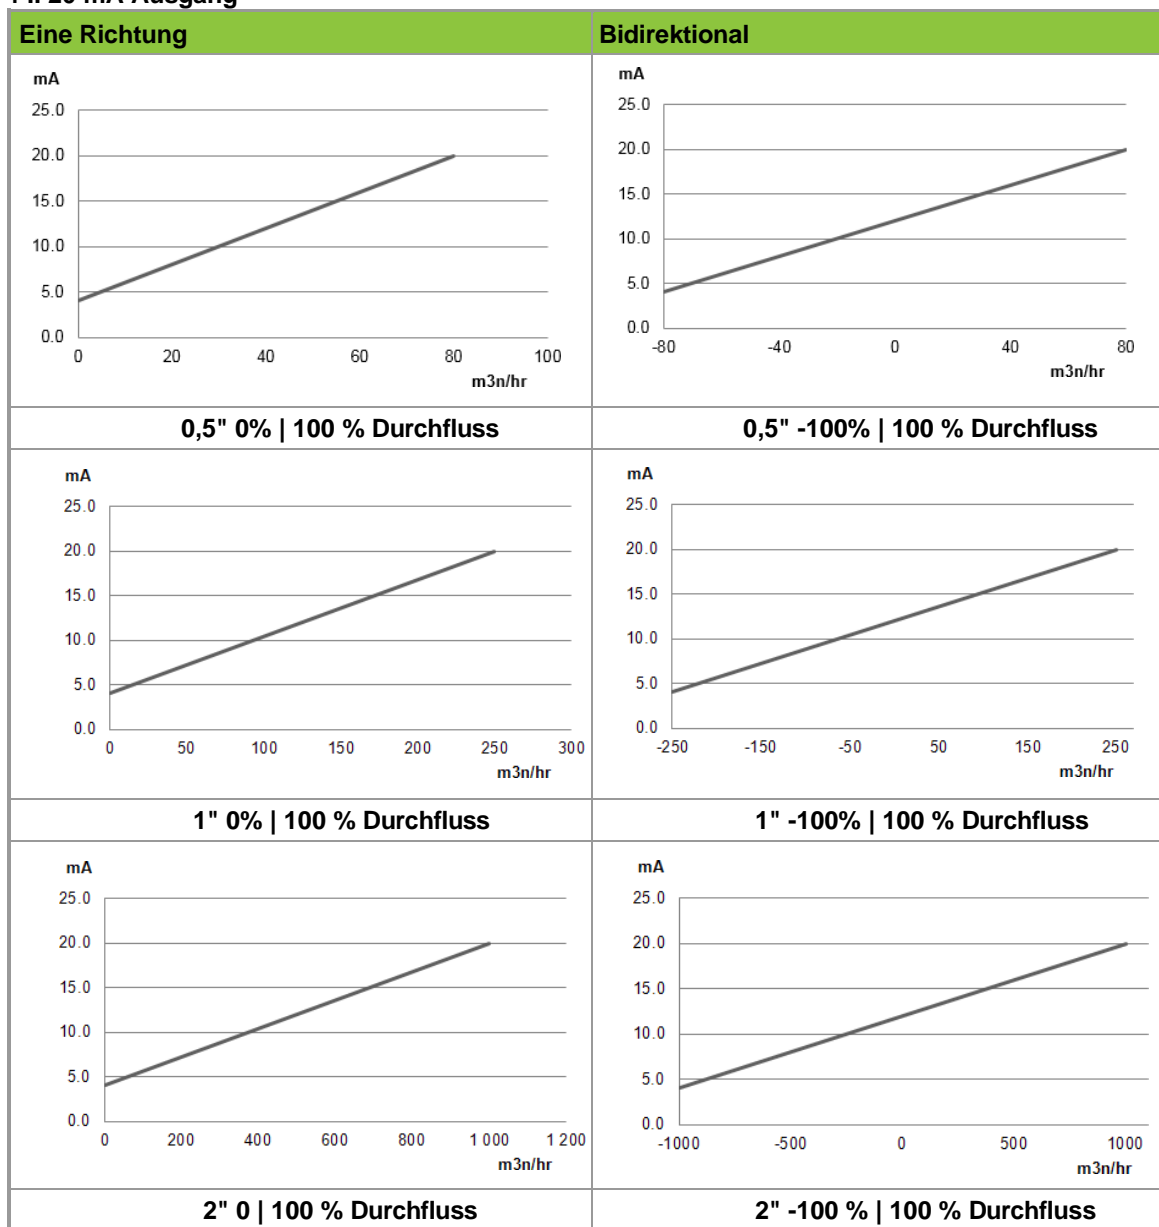 20 mA Ausgang
Eine Richtung
Bidirektional
mA
25.0
20.0
15.0
10.0
5.0
0.0
0 20 40 60 80 100
m3n/hr
mA
25.0
20.0
15.0
10.0
5.0
0.0
-80 -40 0 40 80
m3n/hr
0,5" 0% | 100 % Durchfluss
0,5" -100% | 100 % Durchfluss
mA
25.0
20.0
15.0
10.0
5.0
0.0
0 50 100 150 200 250 300
m3n/hr
mA
25.0
20.0
15.0
10.0
5.0
0.0
-250 -150 -50 50 150 250
m3n/hr
1" 0% | 100 % Durchfluss
1" -100% | 100 % Durchfluss
mA
25.0
20.0
15.0
10.0
5.0
0.0
0 200 400 600 800 1 000 1 200
m3n/hr
mA
25.0
20.0
15.0
10.0
5.0
0.0
-1000 -500 0 500 1000
m3n/hr
2" 0 | 100 % Durchfluss
2" -100 % | 100 % Durchfluss